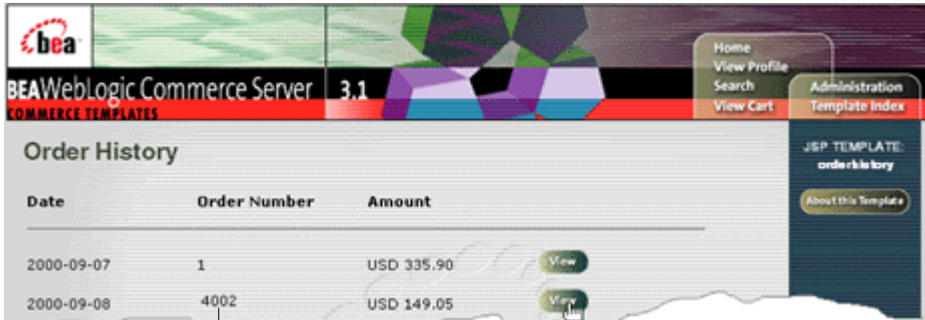 bea
BEAWebLogic Commerce Server 3.1
COMMERCE TEMPLATES
Home
View Profile
Search
View Cart
Administration
Template Index
Order History
JSP TEMPLATE:
orderhistory
About this Template
Date Order Number Amount
2000-09-07 1 USD 335.90 View
2000-09-08 4002 USD 149.05 View